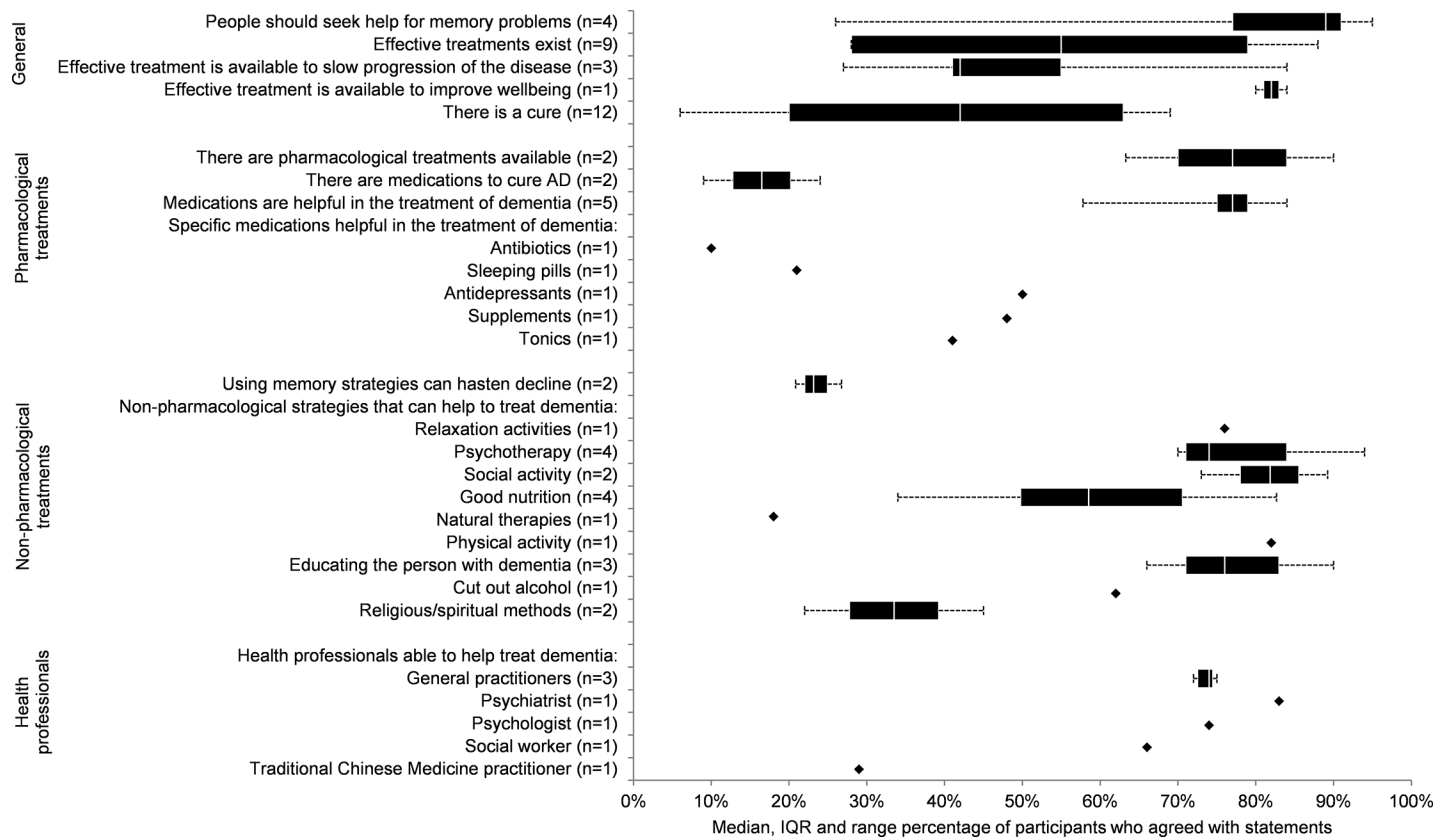 General
People should seek help for memory problems (n=4)
Effective treatments exist (n=9)
Effective treatment is available to slow progression of the disease (n=3)
Effective treatment is available to improve wellbeing (n=1)
There is a cure (n=12)
Pharmacological
treatments
There are pharmacological treatments available (n=2)
There are medications to cure AD (n=2)
Medications are helpful in the treatment of dementia (n=5)
Specific medications helpful in the treatment of dementia:
Antibiotics (n=1)
Sleeping pills (n=1)
Antidepressants (n=1)
Supplements (n=1)
Tonics (n=1)
Non-pharmacological
treatments
Using memory strategies can hasten decline (n=2)
Non-pharmacological strategies that can help to treat dementia:
Relaxation activities (n=1)
Psychotherapy (n=4)
Social activity (n=2)
Good nutrition (n=4)
Natural therapies (n=1)
Physical activity (n=1)
Educating the person with dementia (n=3)
Cut out alcohol (n=1)
Religious/spiritual methods (n=2)
Health
professionals
Health professionals able to help treat dementia:
General practitioners (n=3)
Psychiatrist (n=1)
Psychologist (n=1)
Social worker (n=1)
Traditional Chinese Medicine practitioner (n=1)
0% 10% 20% 30% 40% 50% 60% 70% 80% 90% 100%
Median, IQR and range percentage of participants who agreed with statements